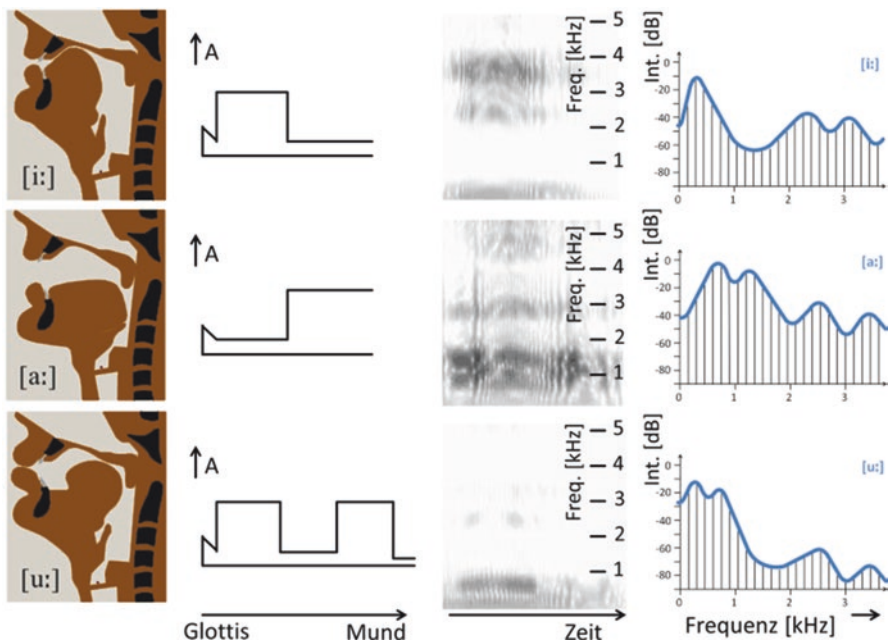 [i:]
A
Freq. [kHz]
5
4
3
2
1
Int. [dB]
0
-20
-40
-60
-80
0 1 2 3
[i:]
[a:]
A
Freq. [kHz]
5
4
3
2
1
Int. [dB]
0
-20
-40
-60
-80
0 1 2 3
[a:]
[u:]
A
Freq. [kHz]
5
4
3
2
1
Int. [dB]
0
-20
-40
-60
-80
0 1 2 3
[u:]
Glottis Mund Zeit Frequenz [kHz]